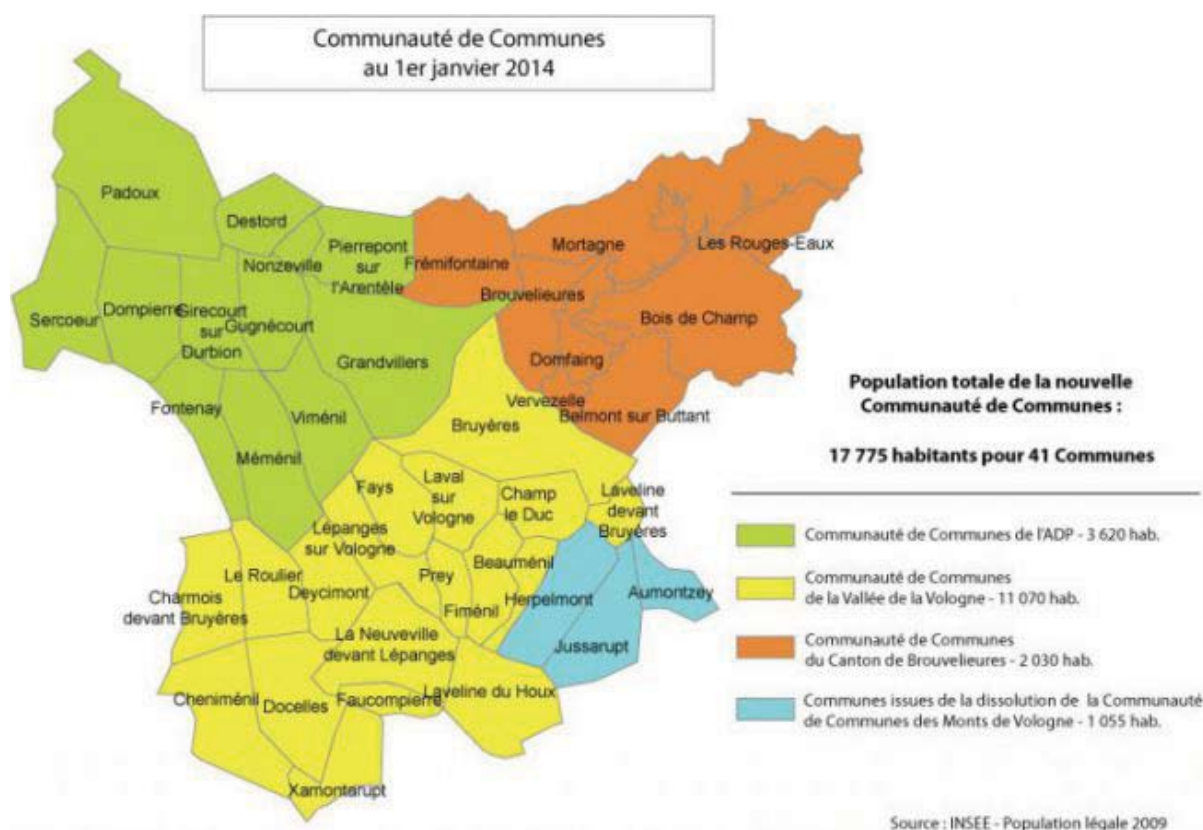 Communauté de Communes
au 1er janvier 2014
Padoux
Destord
Nonzeville
Pierrepont
sur
l'Arentèle
Frémifontaine
Mortagne
Les Rouges-Eaux
Brouvelieures
Bois de Champ
Sercoeur
Dompierre
Girecourt
sur
Durbion
Gugnécourt
Grandvillers
Domfaing
Vervezelle
Belmont sur Buttant
Fontenay
Viménil
Méménil
Bruyères
Fays
Laval
sur
Vologne
Champ
le Duc
Laveline
devant
Bruyères
Lépanges
sur Vologne
Beauménil
Prey
Le Roulier
Deycimont
Charmois
devant Bruyères
Fiménil
Herpelmont
Aumontzey
Jussarupt
La Neuveville
devant Lépanges
Cheniménil
Docelles
Faucompierre
Laveline du Houx
Xamontarupt
Population totale de la nouvelle
Communauté de Communes :
17 775 habitants pour 41 Communes
Communauté de Communes de l'ADP - 3 620 hab.
Communauté de Communes
de la Vallée de la Vologne - 11 070 hab.
Communauté de Communes
du Canton de Brouvelieures - 2 030 hab.
Communes issues de la dissolution de la Communauté
de Communes des Monts de Vologne - 1 055 hab.
Source : INSEE - Population légale 2009